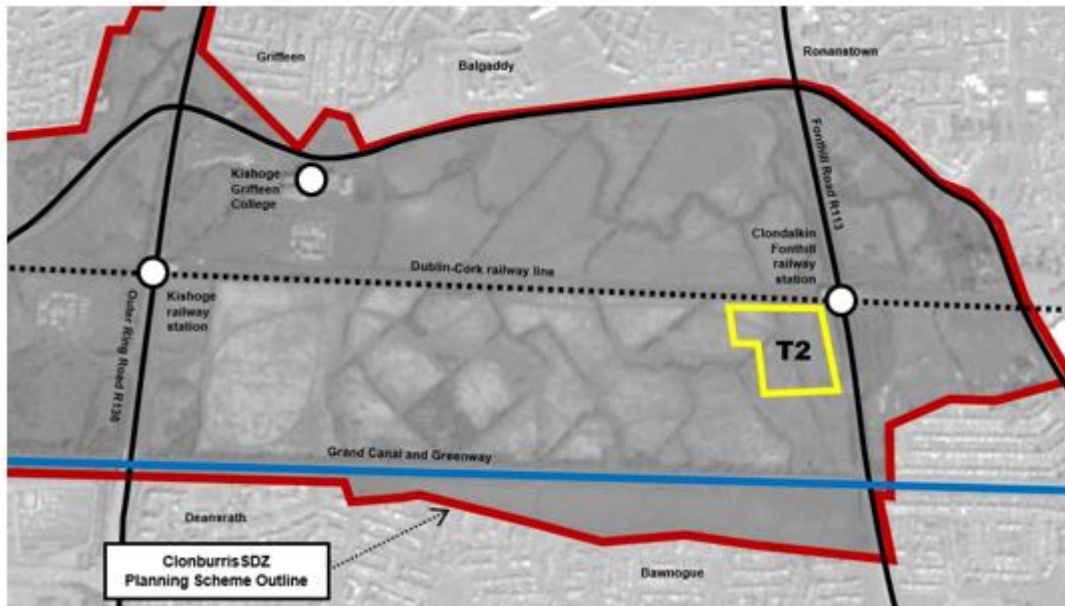 Griffeen
Balgaddy
Ronanstown
Fonthill Road R113
Kishoge
Griffeen
College
Clondalkin
Fonthill
railway
station
Dublin-Cork railway line
Kishoge
railway
station
Outer Ring Road R136
T2
Grand Canal and Greenway
Deansrath
Clonburris SDZ
Planning Scheme Outline
Bawnogue